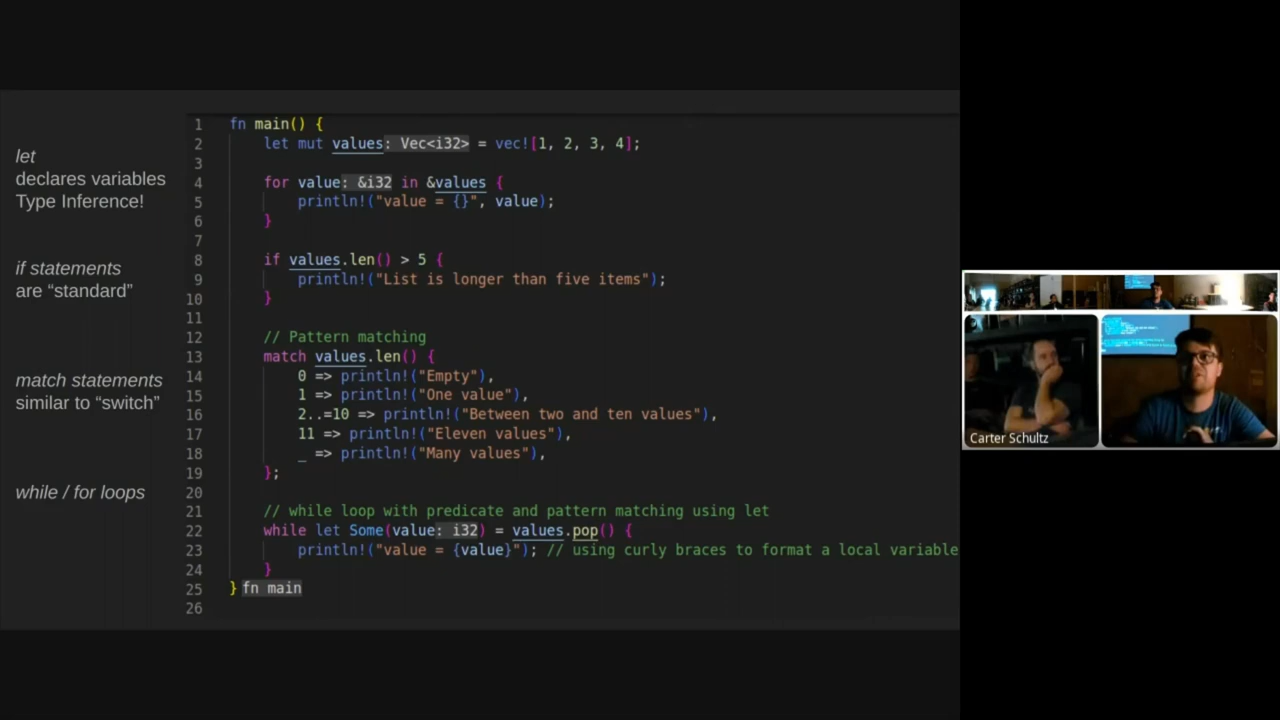 let
declares variables
Type Inference!
if statements
are “standard”
match statements
similar to “switch”
while / for loops
1 fn main() {
2 let mut values: Vec<i32> = vec![1, 2, 3, 4];
3
4 for value: &i32 in &values {
5 println!("value = {}", value);
6 }
7
8 if values.len() > 5 {
9 println!("List is longer than five items");
10 }
11
12 // Pattern matching
13 match values.len() {
14 0 => println!("Empty"),
15 1 => println!("One value"),
16 2..=10 => println!("Between two and ten values"),
17 11 => println!("Eleven values"),
18 _ => println!("Many values"),
19 };
20
21 // while loop with predicate and pattern matching using let
22 while let Some(value: i32) = values.pop() {
23 println!("value = {value}"); // using curly braces to format a local variable
24 }
25 } fn main
26
Carter Schultz